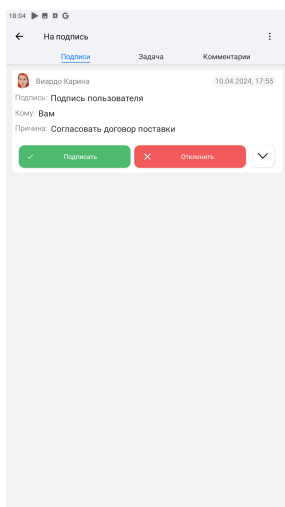 18:04 G
На подпись
Подписи Задача Комментарии
Виардо Карина 10.04.2024, 17:55
Подпись: Подпись пользователя
Кому: Вам
Причина: Согласовать договор поставки
Подписать Отклонить